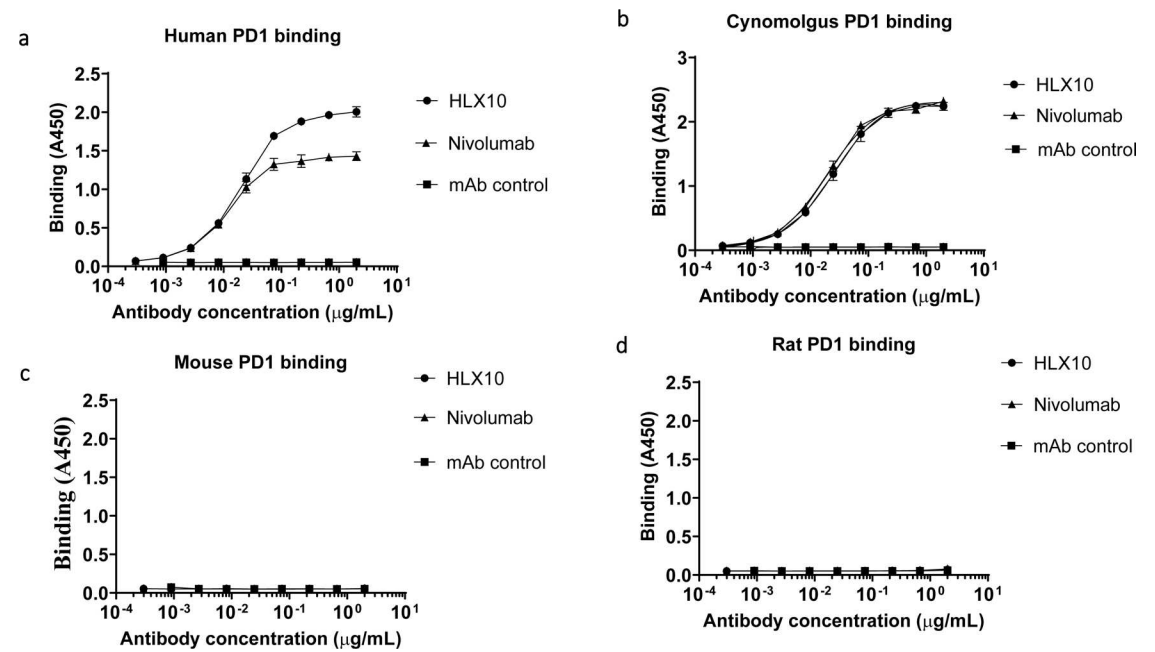 a
Human PD1 binding
Binding (A450)
2.5
2.0
1.5
1.0
0.5
0.0
10⁻⁴ 10⁻³ 10⁻² 10⁻¹ 10⁰ 10¹
Antibody concentration (μg/mL)
HLX10
Nivolumab
mAb control
b
Cynomolgus PD1 binding
Binding (A450)
3
2
1
0
10⁻⁴ 10⁻³ 10⁻² 10⁻¹ 10⁰ 10¹
Antibody concentration (μg/mL)
HLX10
Nivolumab
mAb control
c
Mouse PD1 binding
Binding (A450)
2.5
2.0
1.5
1.0
0.5
0.0
10⁻⁴ 10⁻³ 10⁻² 10⁻¹ 10⁰ 10¹
Antibody concentration (μg/mL)
HLX10
Nivolumab
mAb control
d
Rat PD1 binding
Binding (A450)
2.5
2.0
1.5
1.0
0.5
0.0
10⁻⁴ 10⁻³ 10⁻² 10⁻¹ 10⁰ 10¹
Antibody concentration (μg/mL)
HLX10
Nivolumab
mAb control